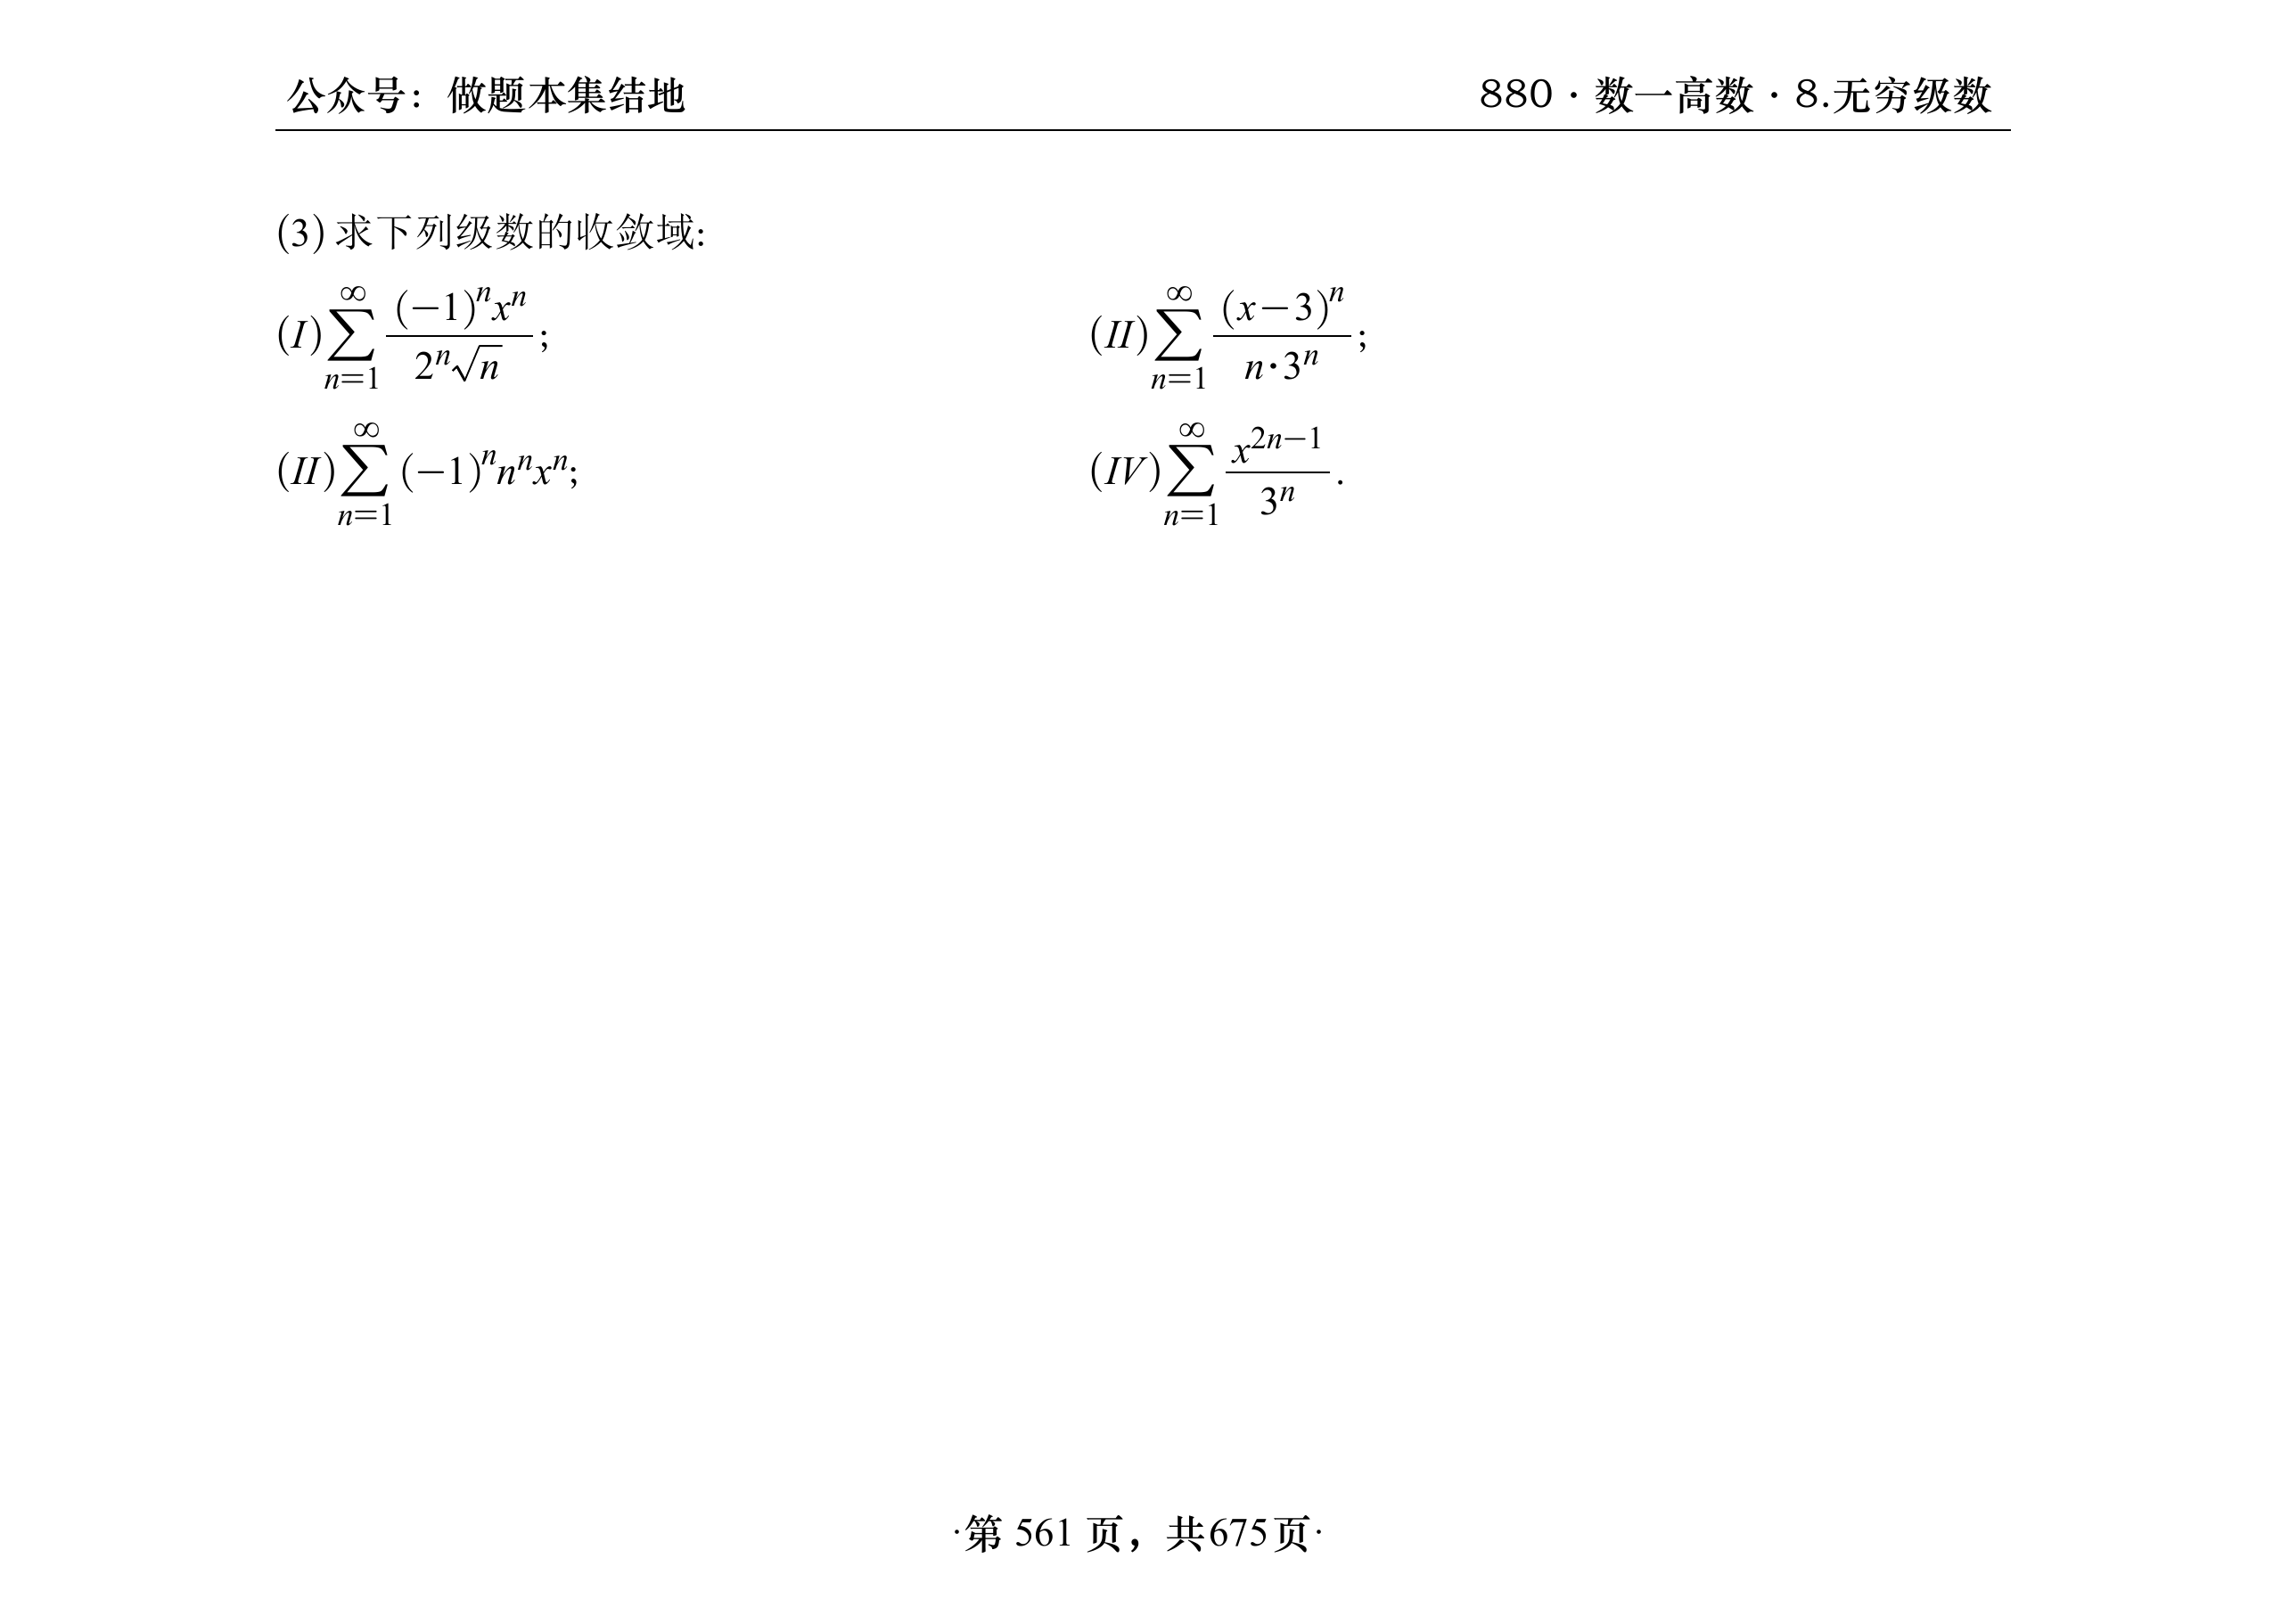 公众号：做题本集结地 880·数一高数·8.无穷级数
(3) 求下列级数的收敛域:
(I) \sum_{n=1}^{\infty} \frac{(-1)^n x^n}{2^n \sqrt{n}}; (II) \sum_{n=1}^{\infty} \frac{(x-3)^n}{n \cdot 3^n};
(II) \sum_{n=1}^{\infty} (-1)^n n^n x^n; (IV) \sum_{n=1}^{\infty} \frac{x^{2n-1}}{3^n}.
·第 561 页，共675页·